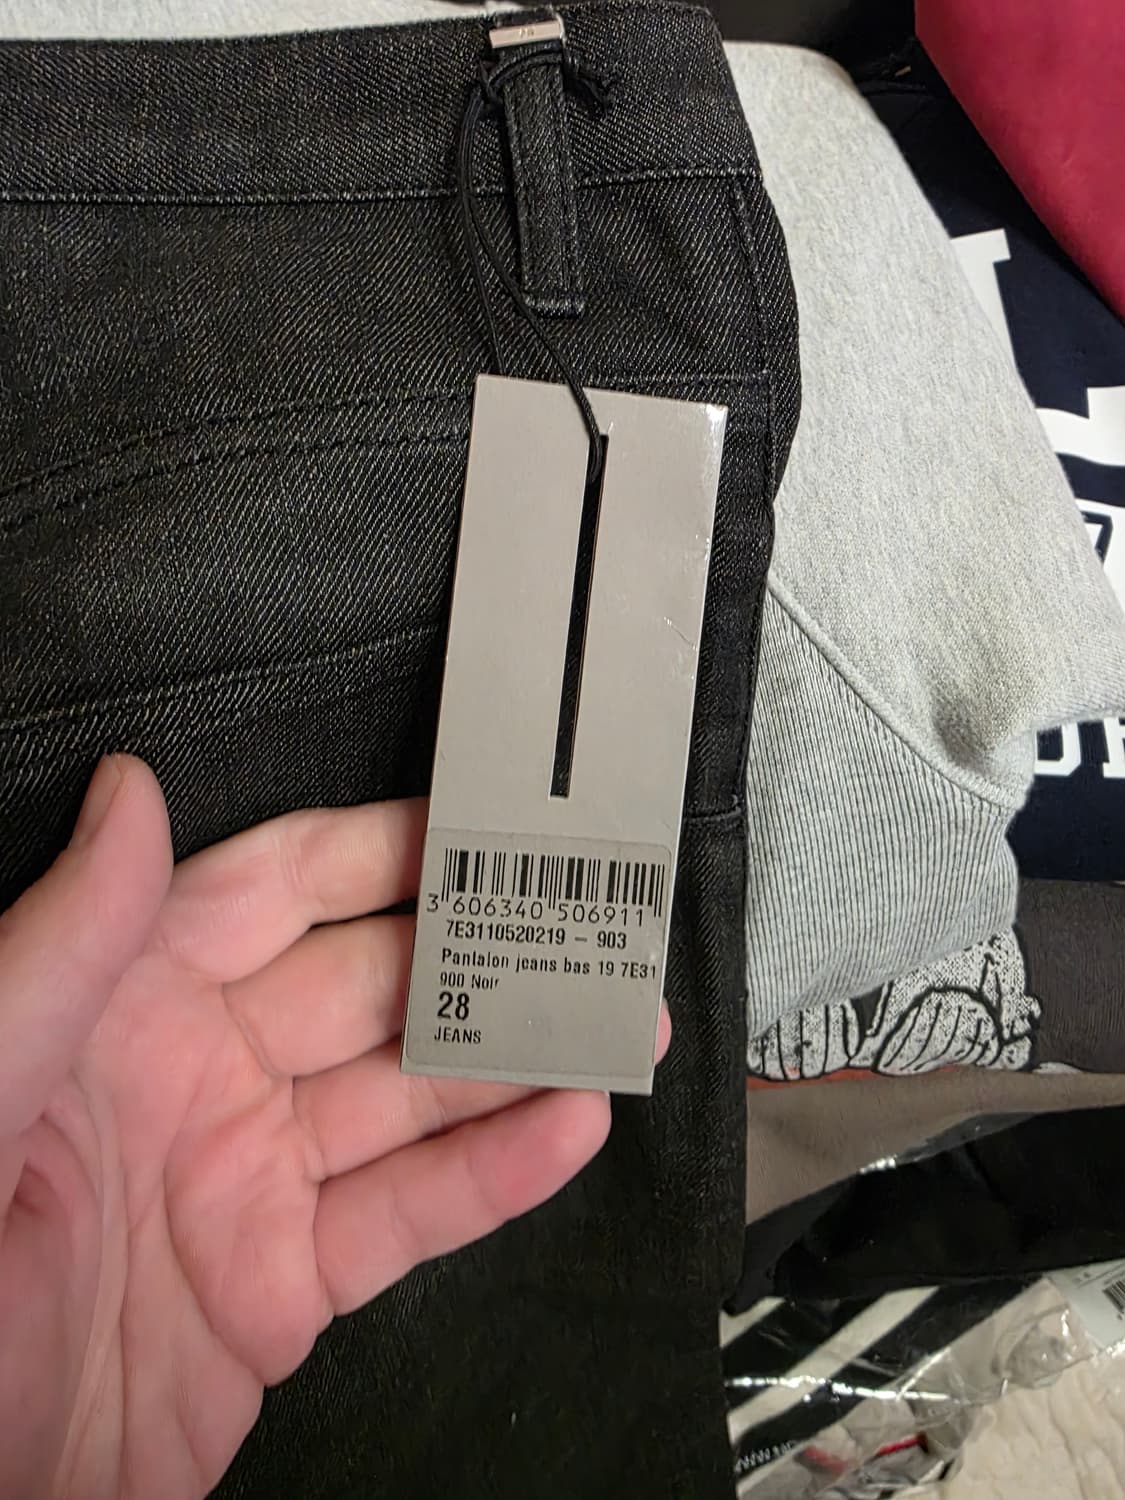 3 606340 506911
7E3110520219 - 903
Pantalon jeans bas 19 7E31
900 Noir
28
JEANS